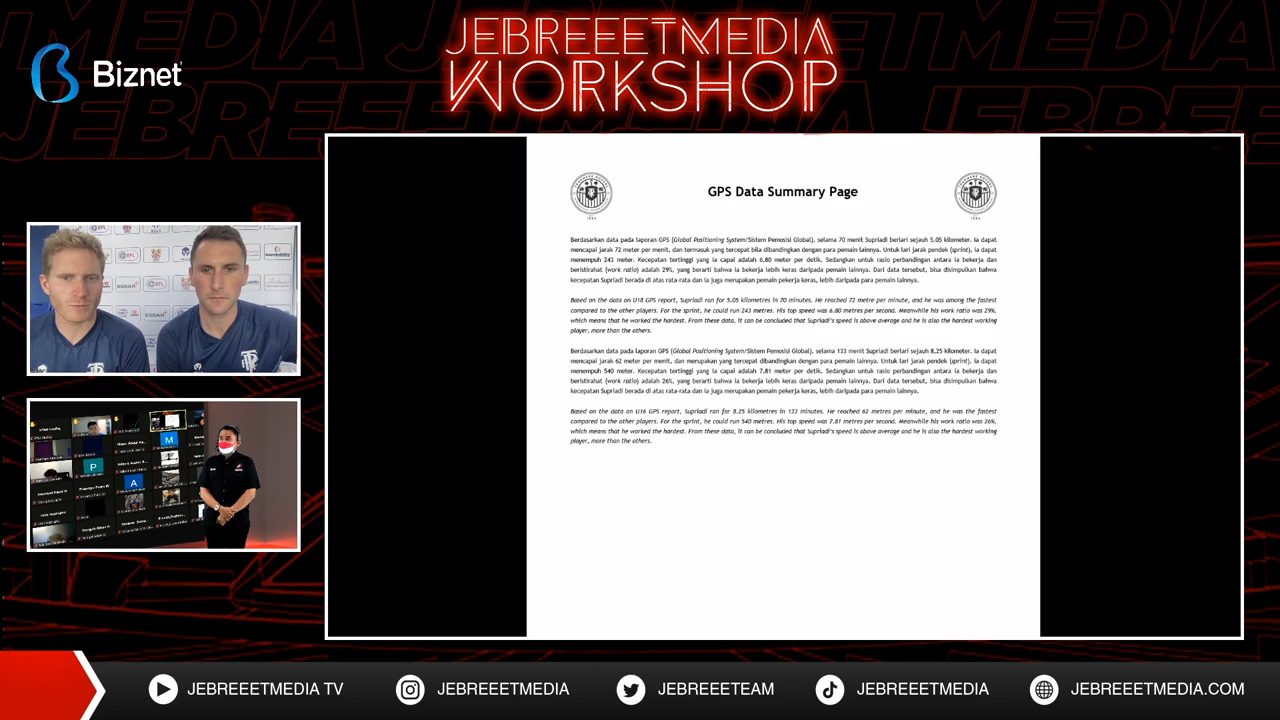 Biznet
JEBREEETMEDIA
WORKSHOP
GPS Data Summary Page
Berdasarkan data pada laporan GPS (Global Positioning System/Sistem Pemosisi Global), selama 70 menit Supriadi berlari sejauh 5,05 kilometer. Ia dapat
mencapai jarak 72 meter per menit, dan termasuk yang tercepat bila dibandingkan dengan para pemain lainnya. Untuk lari jarak pendek (sprint), ia dapat
menempuh 243 meter. Kecepatan tertinggi yang ia capai adalah 6,80 meter per detik. Sedangkan untuk rasio perbandingan antara ia bekerja dan
beristirahat (work ratio) adalah 29%, yang berarti bahwa ia bekerja lebih keras daripada pemain lainnya. Dari data tersebut, bisa disimpulkan bahwa
kecepatan Supriadi berada di atas rata-rata dan ia juga merupakan pemain pekerja keras, lebih daripada para pemain lainnya.
Based on the data on U18 GPS report, Supriadi ran for 5.05 kilometres in 70 minutes. He reached 72 metre per minute, and he was among the fastest
compared to the other players. For the sprint, he could run 243 metres. His top speed was 6.80 metres per second. Meanwhile his work ratio was 29%,
which means that he worked the hardest. From these data, it can be concluded that Supriadi's speed is above average and he is also the hardest working
player, more than the others.
Berdasarkan data pada laporan GPS (Global Positioning System/Sistem Pemosisi Global), selama 133 menit Supriadi berlari sejauh 8,25 kilometer. Ia dapat
mencapai jarak 62 meter per menit, dan merupakan yang tercepat dibandingkan dengan para pemain lainnya. Untuk lari jarak pendek (sprint), ia dapat
menempuh 540 meter. Kecepatan tertinggi yang ia capai adalah 7.81 meter per detik. Sedangkan untuk rasio perbandingan antara ia bekerja dan
beristirahat (work ratio) adalah 26%, yang berarti bahwa ia bekerja lebih keras daripada pemain lainnya. Dari data tersebut, bisa disimpulkan bahwa
kecepatan Supriadi berada di atas rata-rata dan ia juga merupakan pemain pekerja keras, lebih daripada para pemain lainnya.
Based on the data on U16 GPS report, Supriadi ran for 8.25 kilometres in 133 minutes. He reached 62 metres per minute, and he was the fastest
compared to the other players. For the sprint, he could run 540 metres. His top speed was 7.81 metres per second. Meanwhile his work ratio was 26%,
which means that he worked the hardest. From these data, it can be concluded that Supriadi's speed is above average and he is also the hardest working
player, more than the others.
M
P
A
JEBREEETMEDIA TV
JEBREEETMEDIA
JEBREEETEAM
JEBREEETMEDIA
JEBREEETMEDIA.COM